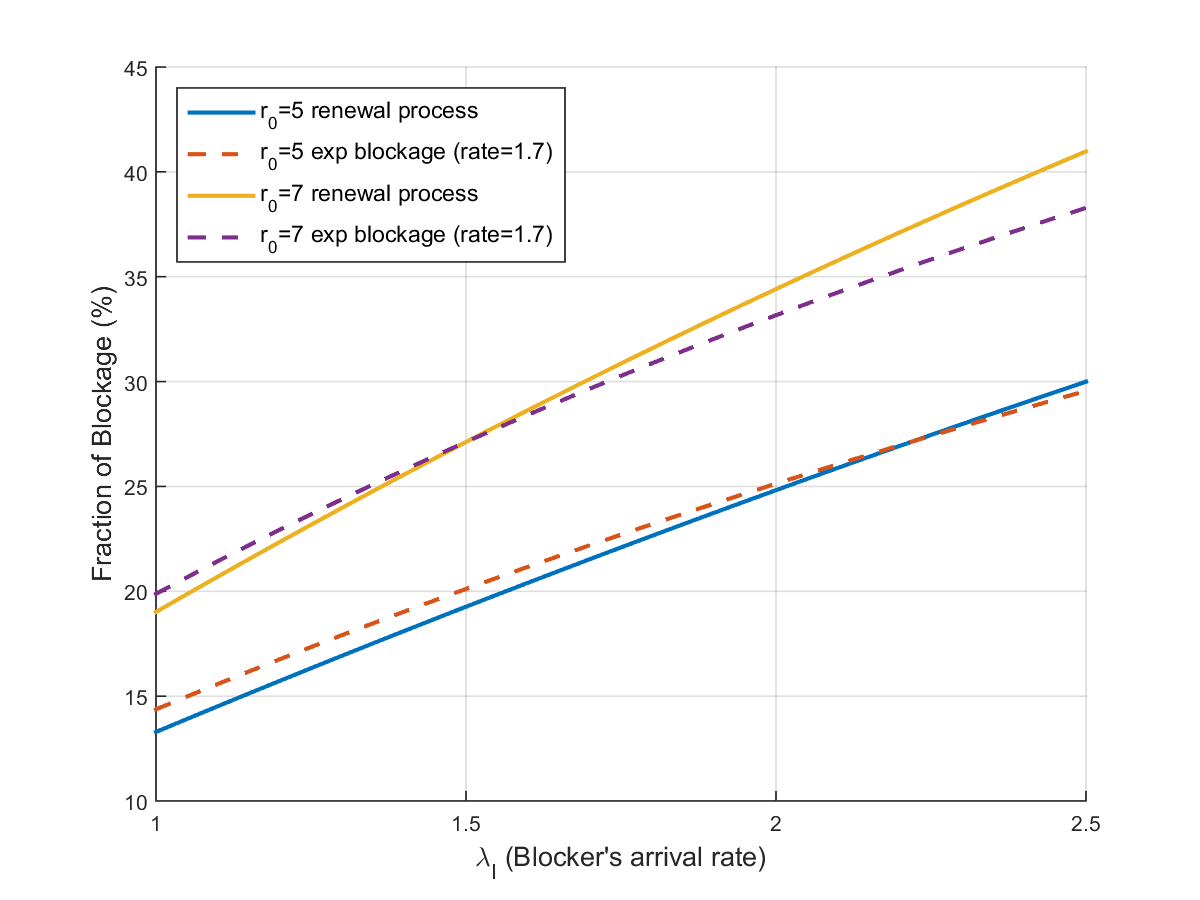 45
40
35
30
25
20
15
10
r0=5 renewal process
r0=5 exp blockage (rate=1.7)
r0=7 renewal process
r0=7 exp blockage (rate=1.7)
Fraction of Blockage (%)
1
1.5
2
2.5
λI (Blocker's arrival rate)